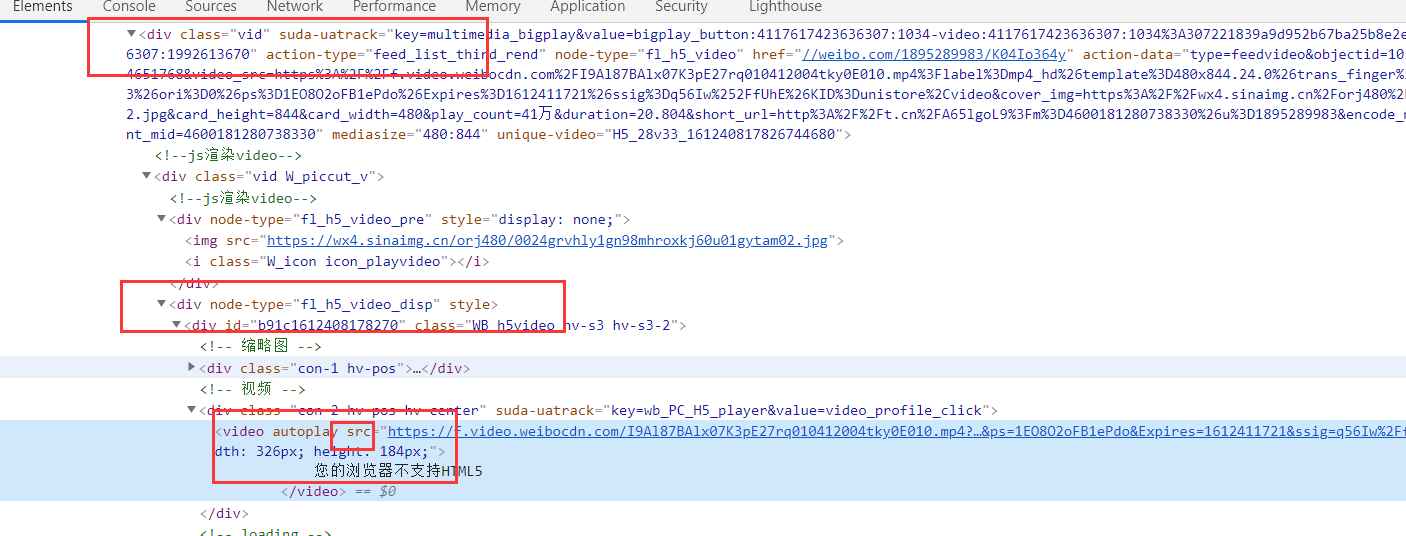 Elements Console Sources Network Performance Memory Application Security Lighthouse
▼<div class="vid" suda-uatrack="key=multimedia_bigplay&value=bigplay_button:4117617423636307:1034-video:4117617423636307:1034%3A307221839a9d952b67ba25b8e2e
6307:1992613670" action-type="feed_list_third_rend" node-type="fl_h5_video" href="//weibo.com/1895289983/K04Io364y" action-data="type=feedvideo&objectid=10
4651768&video_src=https%3A%2F%2Ff.video.weibocdn.com%2FI9Al87BAlx07K3pE27rq010412004tky0E010.mp4%3Flabel%3Dmp4_hd%26template%3D480x844.24.0%26trans_finger%
3%26ori%3D0%26ps%3D1EO8O2oFB1ePdo%26Expires%3D1612411721%26ssig%3Dq56Iw%252FfUhE%26KID%3Dunistore%2Cvideo&cover_img=https%3A%2F%2Fwx4.sinaimg.cn%2Forj480%2
2.jpg&card_height=844&card_width=480&play_count=41万&duration=20.804&short_url=http%3A%2F%2Ft.cn%2FA65lgoL9%3Fm%3D4600181280738330%26u%3D1895289983&encode_m
nt_mid=4600181280738330" mediasize="480:844" unique-video="H5_28v33_161240817826744680">
<!--js渲染video-->
▼<div class="vid W_piccut_v">
<!--js渲染video-->
▼<div node-type="fl_h5_video_pre" style="display: none;">
<img src="https://wx4.sinaimg.cn/orj480/0024grvhly1gn98mhroxkj60u01gytam02.jpg">
<i class="W_icon icon_playvideo"></i>
</div>
▼<div node-type="fl_h5_video_disp" style>
▼<div id="b91c1612408178270" class="WB_h5video hv-s3 hv-s3-2">
<!-- 缩略图 -->
▶<div class="con-1 hv-pos">…</div>
<!-- 视频 -->
▼<div class="con-2 hv-pos hv-center" suda-uatrack="key=wb_PC_H5_player&value=video_profile_click">
<video autoplay src="https://f.video.weibocdn.com/I9Al87BAlx07K3pE27rq010412004tky0E010.mp4?…&ps=1EO8O2oFB1ePdo&Expires=1612411721&ssig=q56Iw%2Ff
dth: 326px; height: 184px;">
您的浏览器不支持HTML5
</video> == $0
</div>
<!-- loading -->